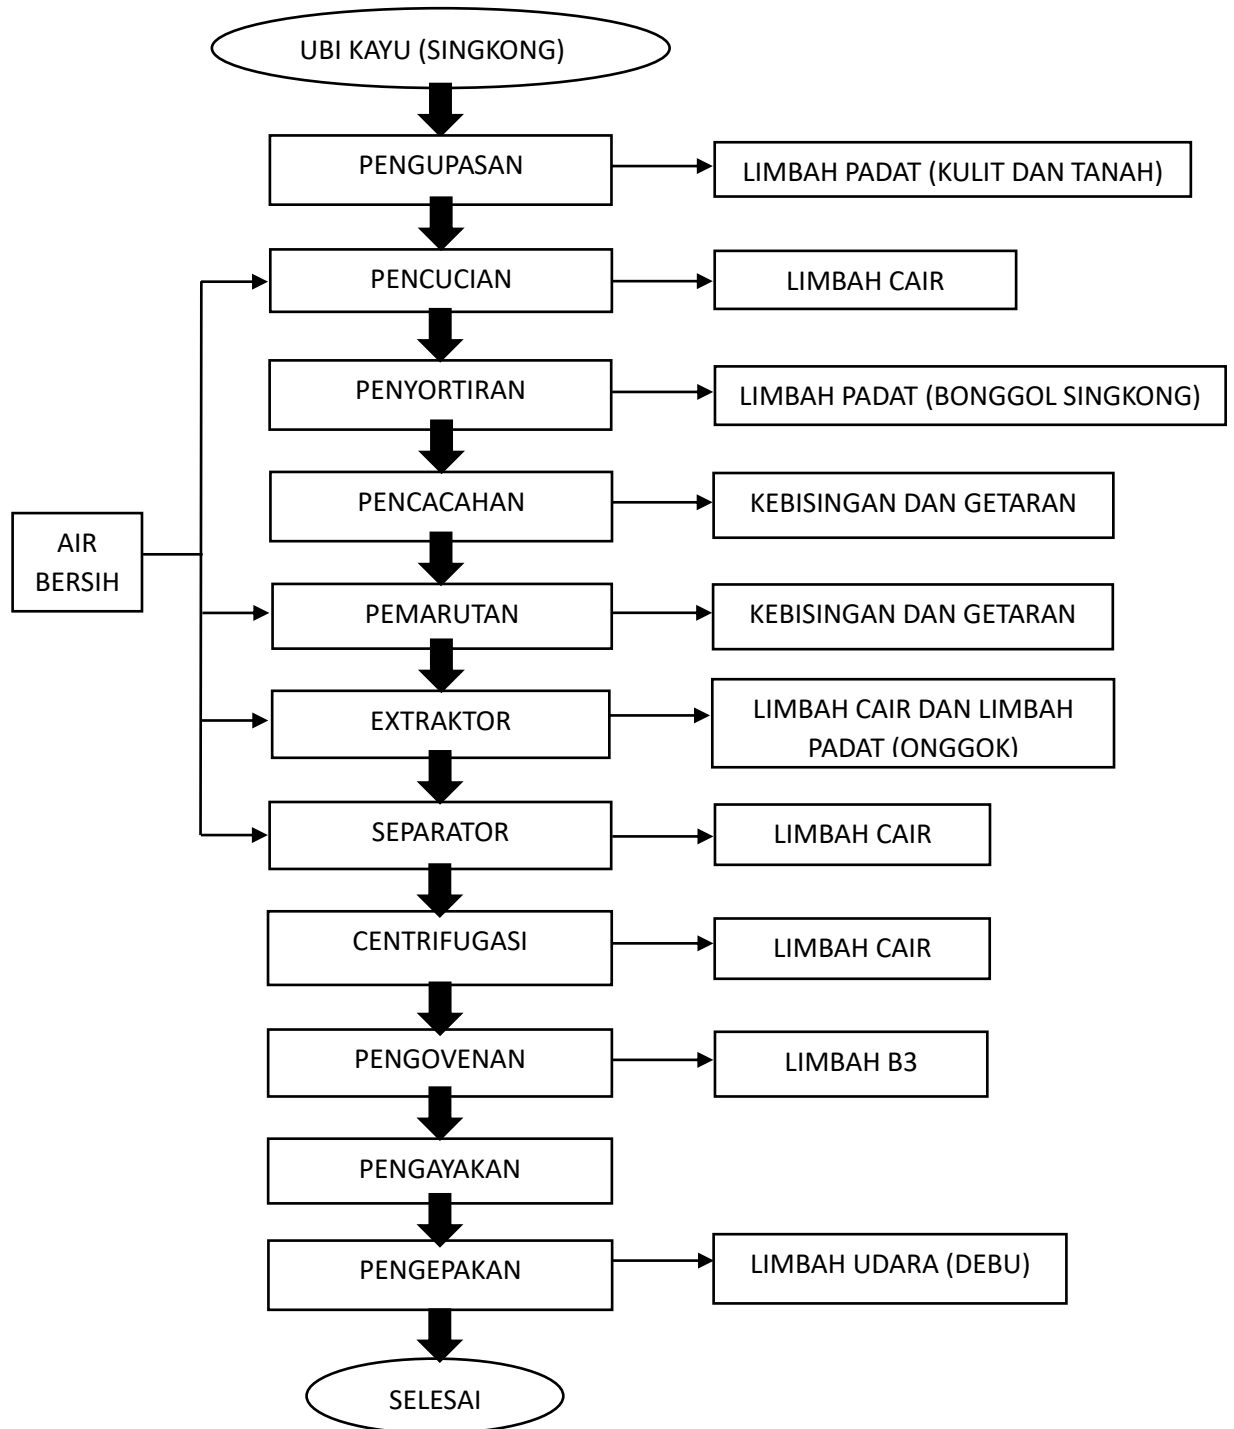 UBI KAYU (SINGKONG)
PENGUPASAN
LIMBAH PADAT (KULIT DAN TANAH)
PENCUCIAN
LIMBAH CAIR
PENYORTIRAN
LIMBAH PADAT (BONGGOL SINGKONG)
PENCACAHAN
KEBISINGAN DAN GETARAN
AIR
BERSIH
PEMARUTAN
KEBISINGAN DAN GETARAN
EXTRAKTOR
LIMBAH CAIR DAN LIMBAH
PADAT (ONGGOK)
SEPARATOR
LIMBAH CAIR
CENTRIFUGASI
LIMBAH CAIR
PENGOVENAN
LIMBAH B3
PENGAYAKAN
PENGEPAKAN
LIMBAH UDARA (DEBU)
SELESAI